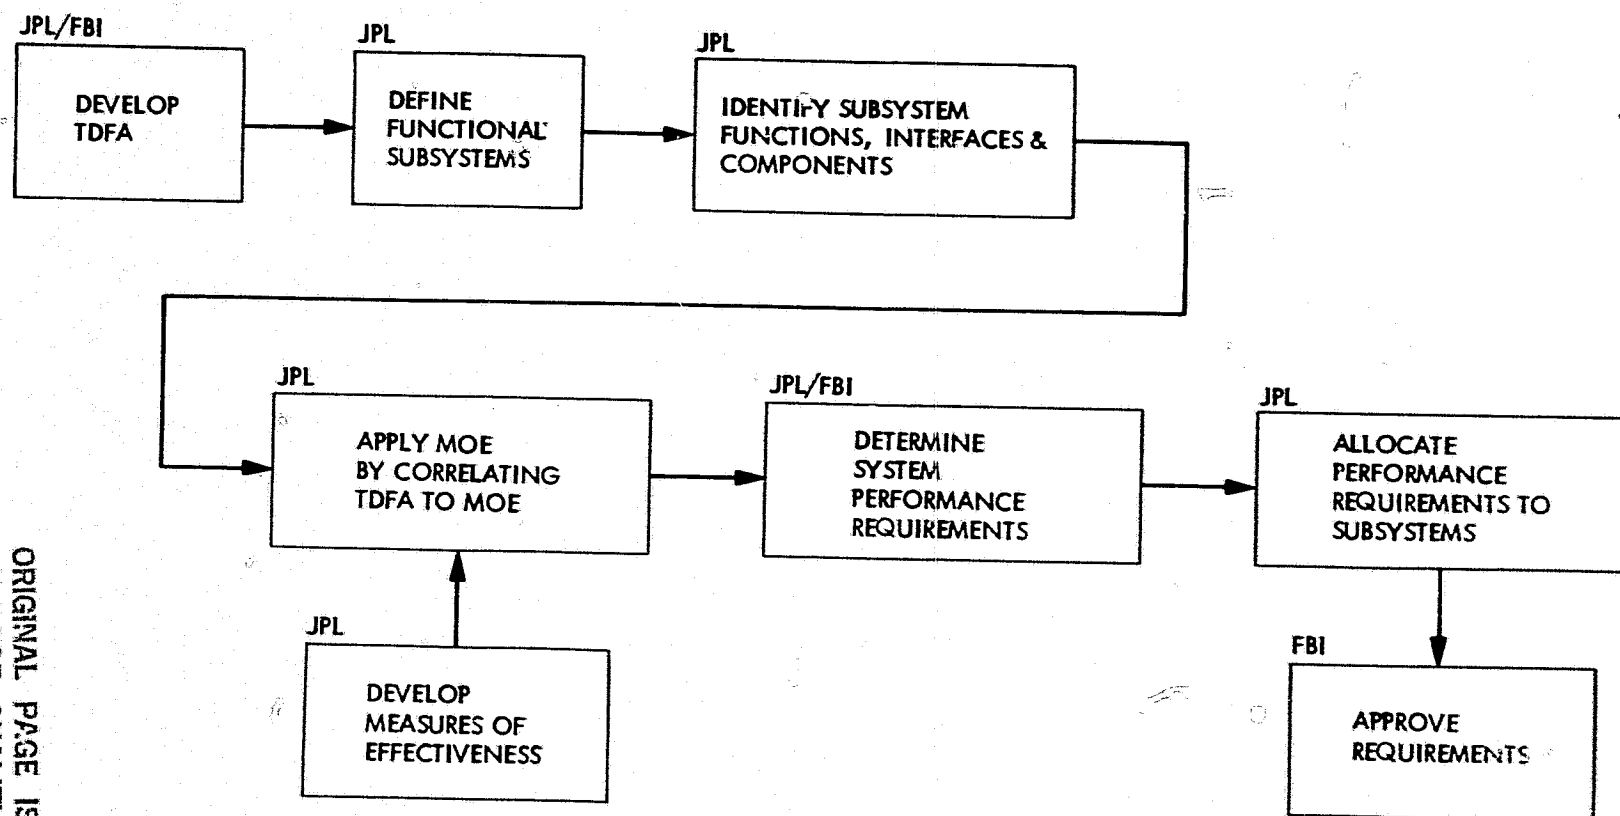 JPL/FBI
DEVELOP
TDFA
JPL
DEFINE
FUNCTIONAL
SUBSYSTEMS
JPL
IDENTIFY SUBSYSTEM
FUNCTIONS, INTERFACES &
COMPONENTS
JPL
APPLY MOE
BY CORRELATING
TDFA TO MOE
JPL/FBI
DETERMINE
SYSTEM
PERFORMANCE
REQUIREMENTS
JPL
ALLOCATE
PERFORMANCE
REQUIREMENTS TO
SUBSYSTEMS
JPL
DEVELOP
MEASURES OF
EFFECTIVENESS
FBI
APPROVE
REQUIREMENTS
ORIGINAL PAGE IS